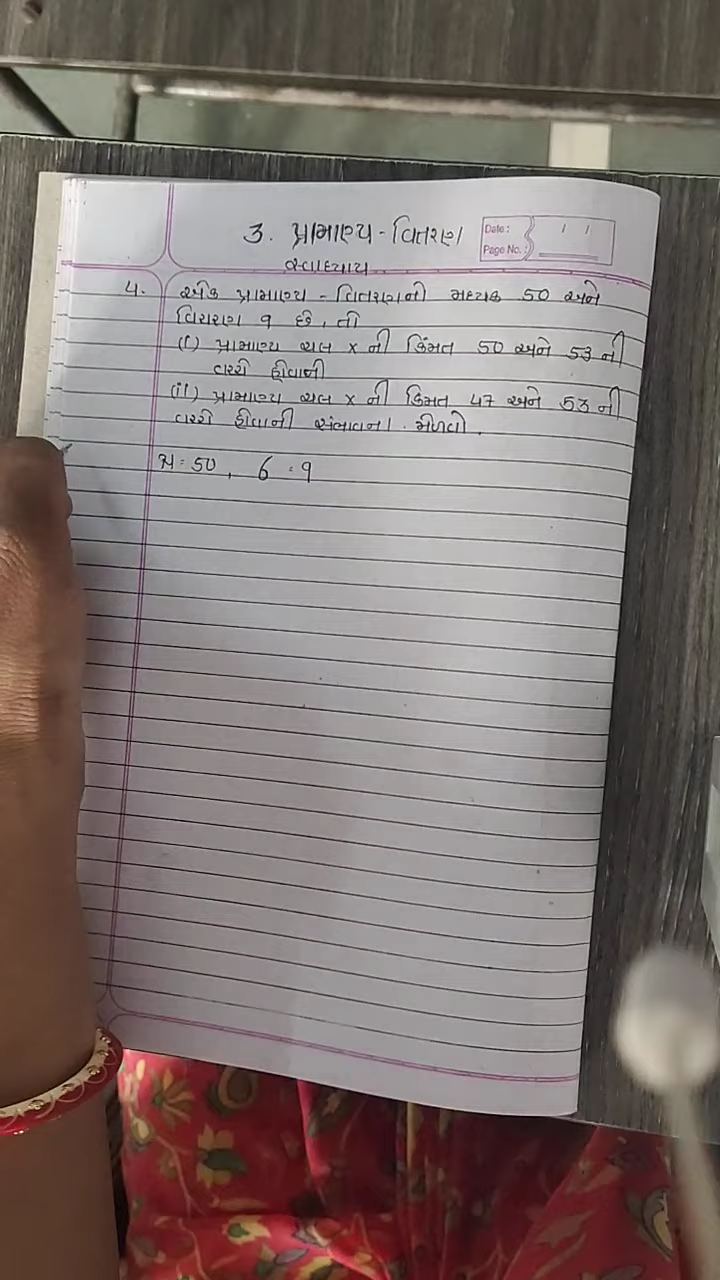 3. પ્રામાણ્ય - વિતરણ
Date: / /
Page No.:
સ્વાધ્યાય
4. એક પ્રામાણ્ય - વિતરણનો મધ્યક 50 અને
વિચરણ 9 છે, તો
(i) પ્રામાણ્ય ચલ x ની કિંમત 50 અને 53 ની
વચ્ચે હોવાની
(ii) પ્રામાણ્ય ચલ x ની કિંમત 47 અને 53 ની
વચ્ચે હોવાની સંભાવના મેળવો.
μ = 50, σ = 9